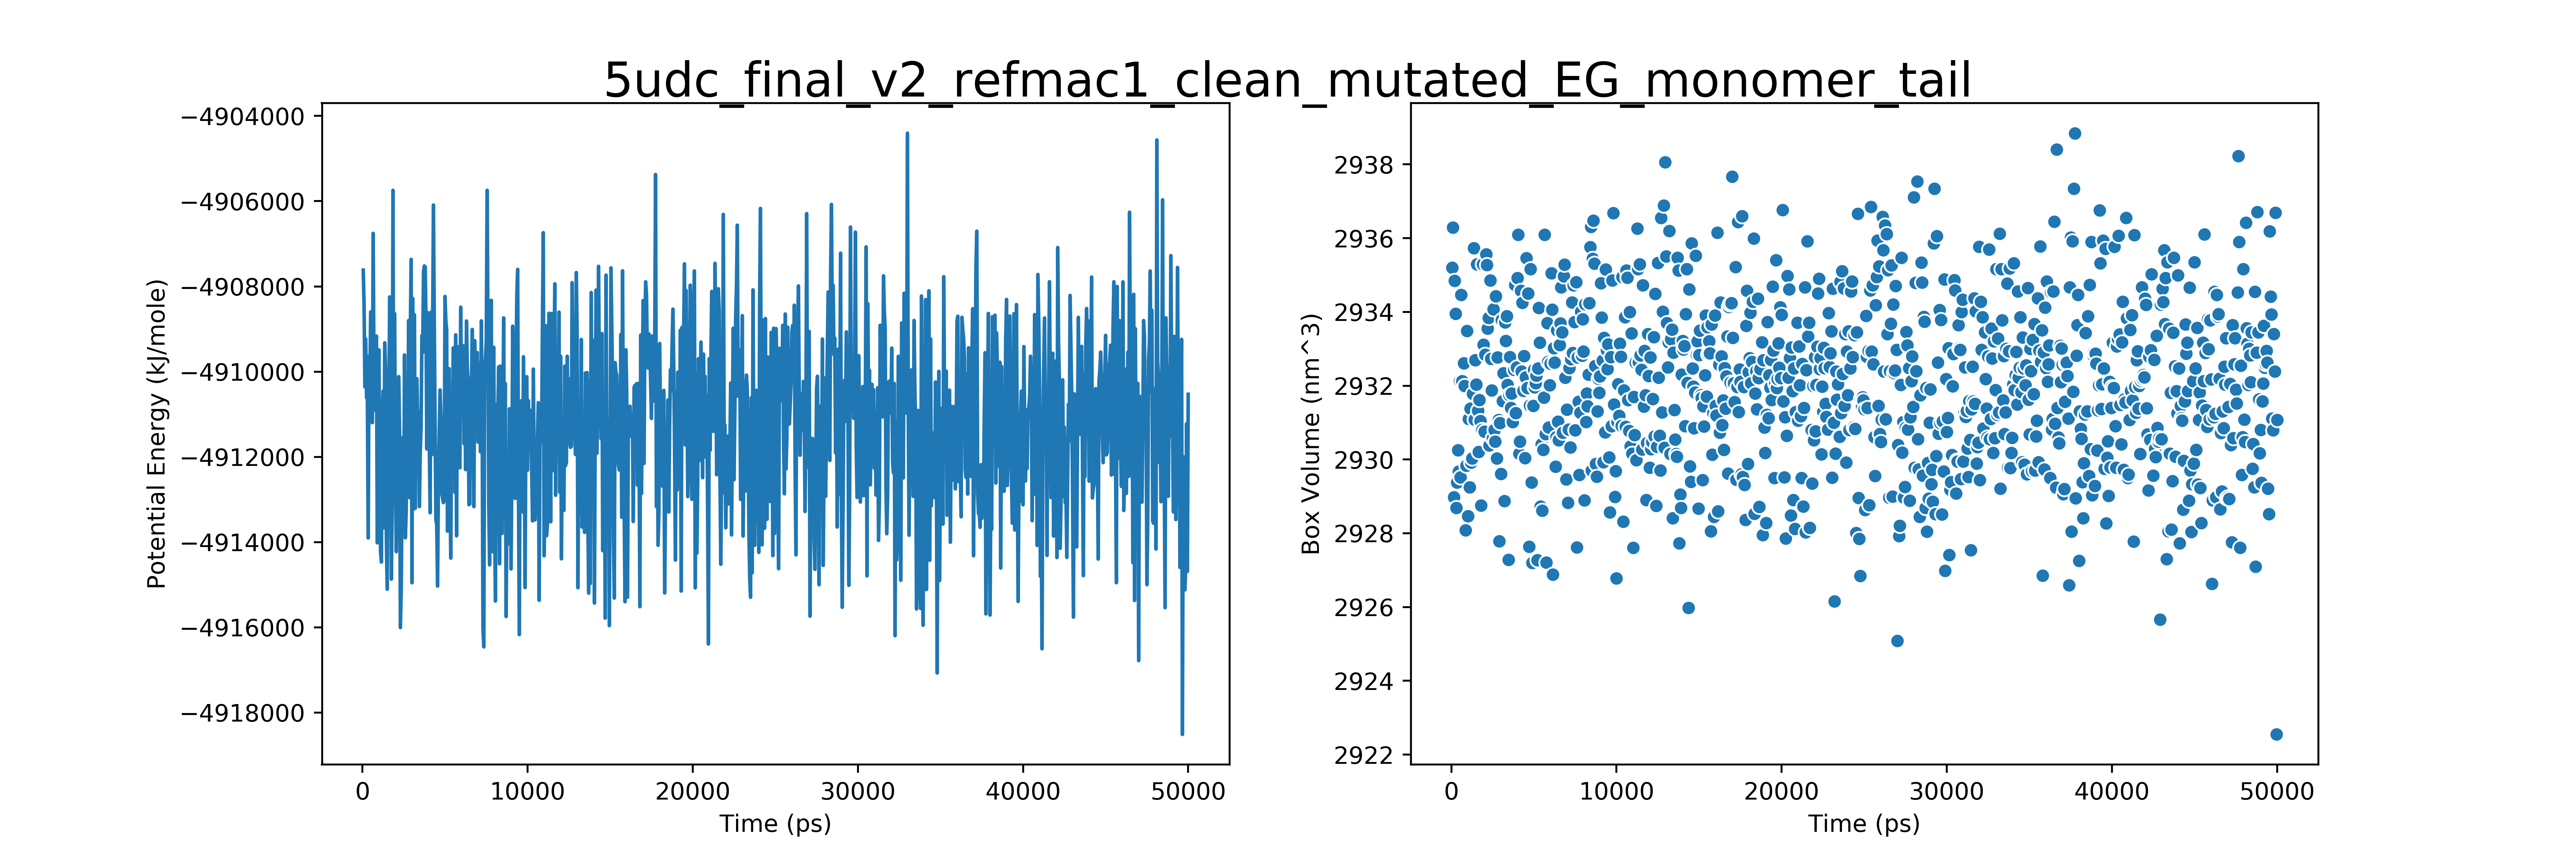 5udc_final_v2_refmac1_clean_mutated_EG_monomer_tail
Potential Energy (kJ/mole)
−4904000
−4906000
−4908000
−4910000
−4912000
−4914000
−4916000
−4918000
0 10000 20000 30000 40000 50000
Time (ps)
Box Volume (nm^3)
2938
2936
2934
2932
2930
2928
2926
2924
2922
0 10000 20000 30000 40000 50000
Time (ps)